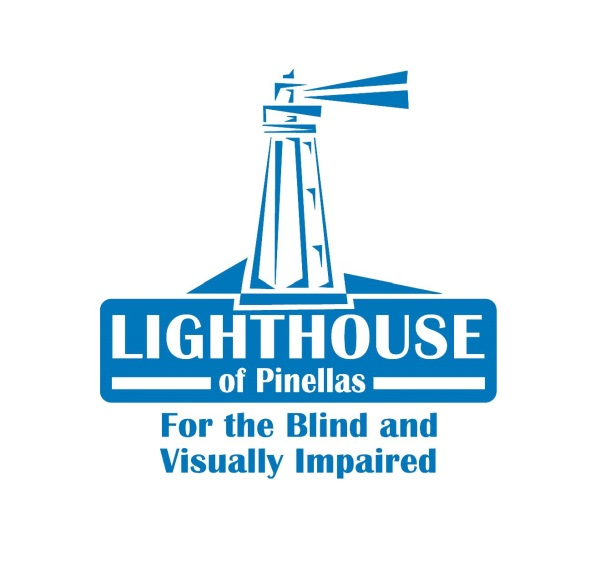 LIGHTHOUSE
of Pinellas
For the Blind and
Visually Impaired